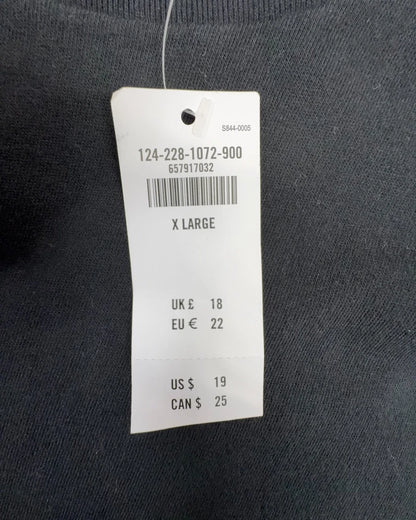 S844-0005
124-228-1072-900
657917032
X LARGE
UK £ 18
EU € 22
US $ 19
CAN $ 25